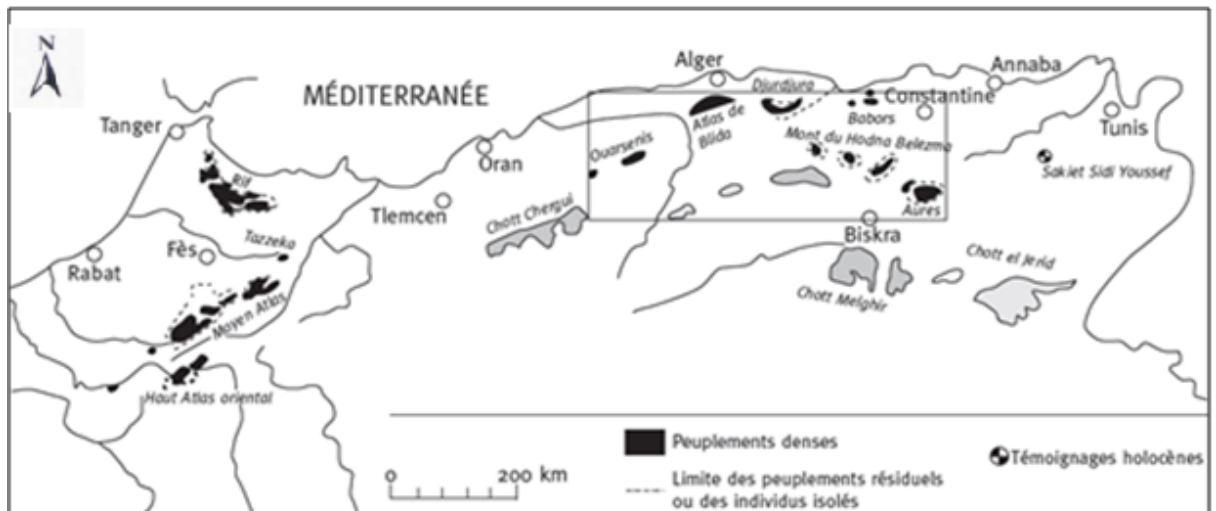 N
MÉDITERRANÉE
Alger
Annaba
Djurdjura
Constantine
Tanger
Atlas de
Blida
Babors
Tunis
Oran
Ouarsenis
Mont du Hodna Belezma
Sakiet Sidi Youssef
Rif
Tlemcen
Aures
Chott Chergui
Tazzeka
Fès
Biskra
Rabat
Chott el Jerid
Chott Melghir
Moyen Atlas
Haut Atlas oriental
Peuplements denses
Témoignages holocènes
0 200 km
Limite des peuplements résiduels
ou des individus isolés